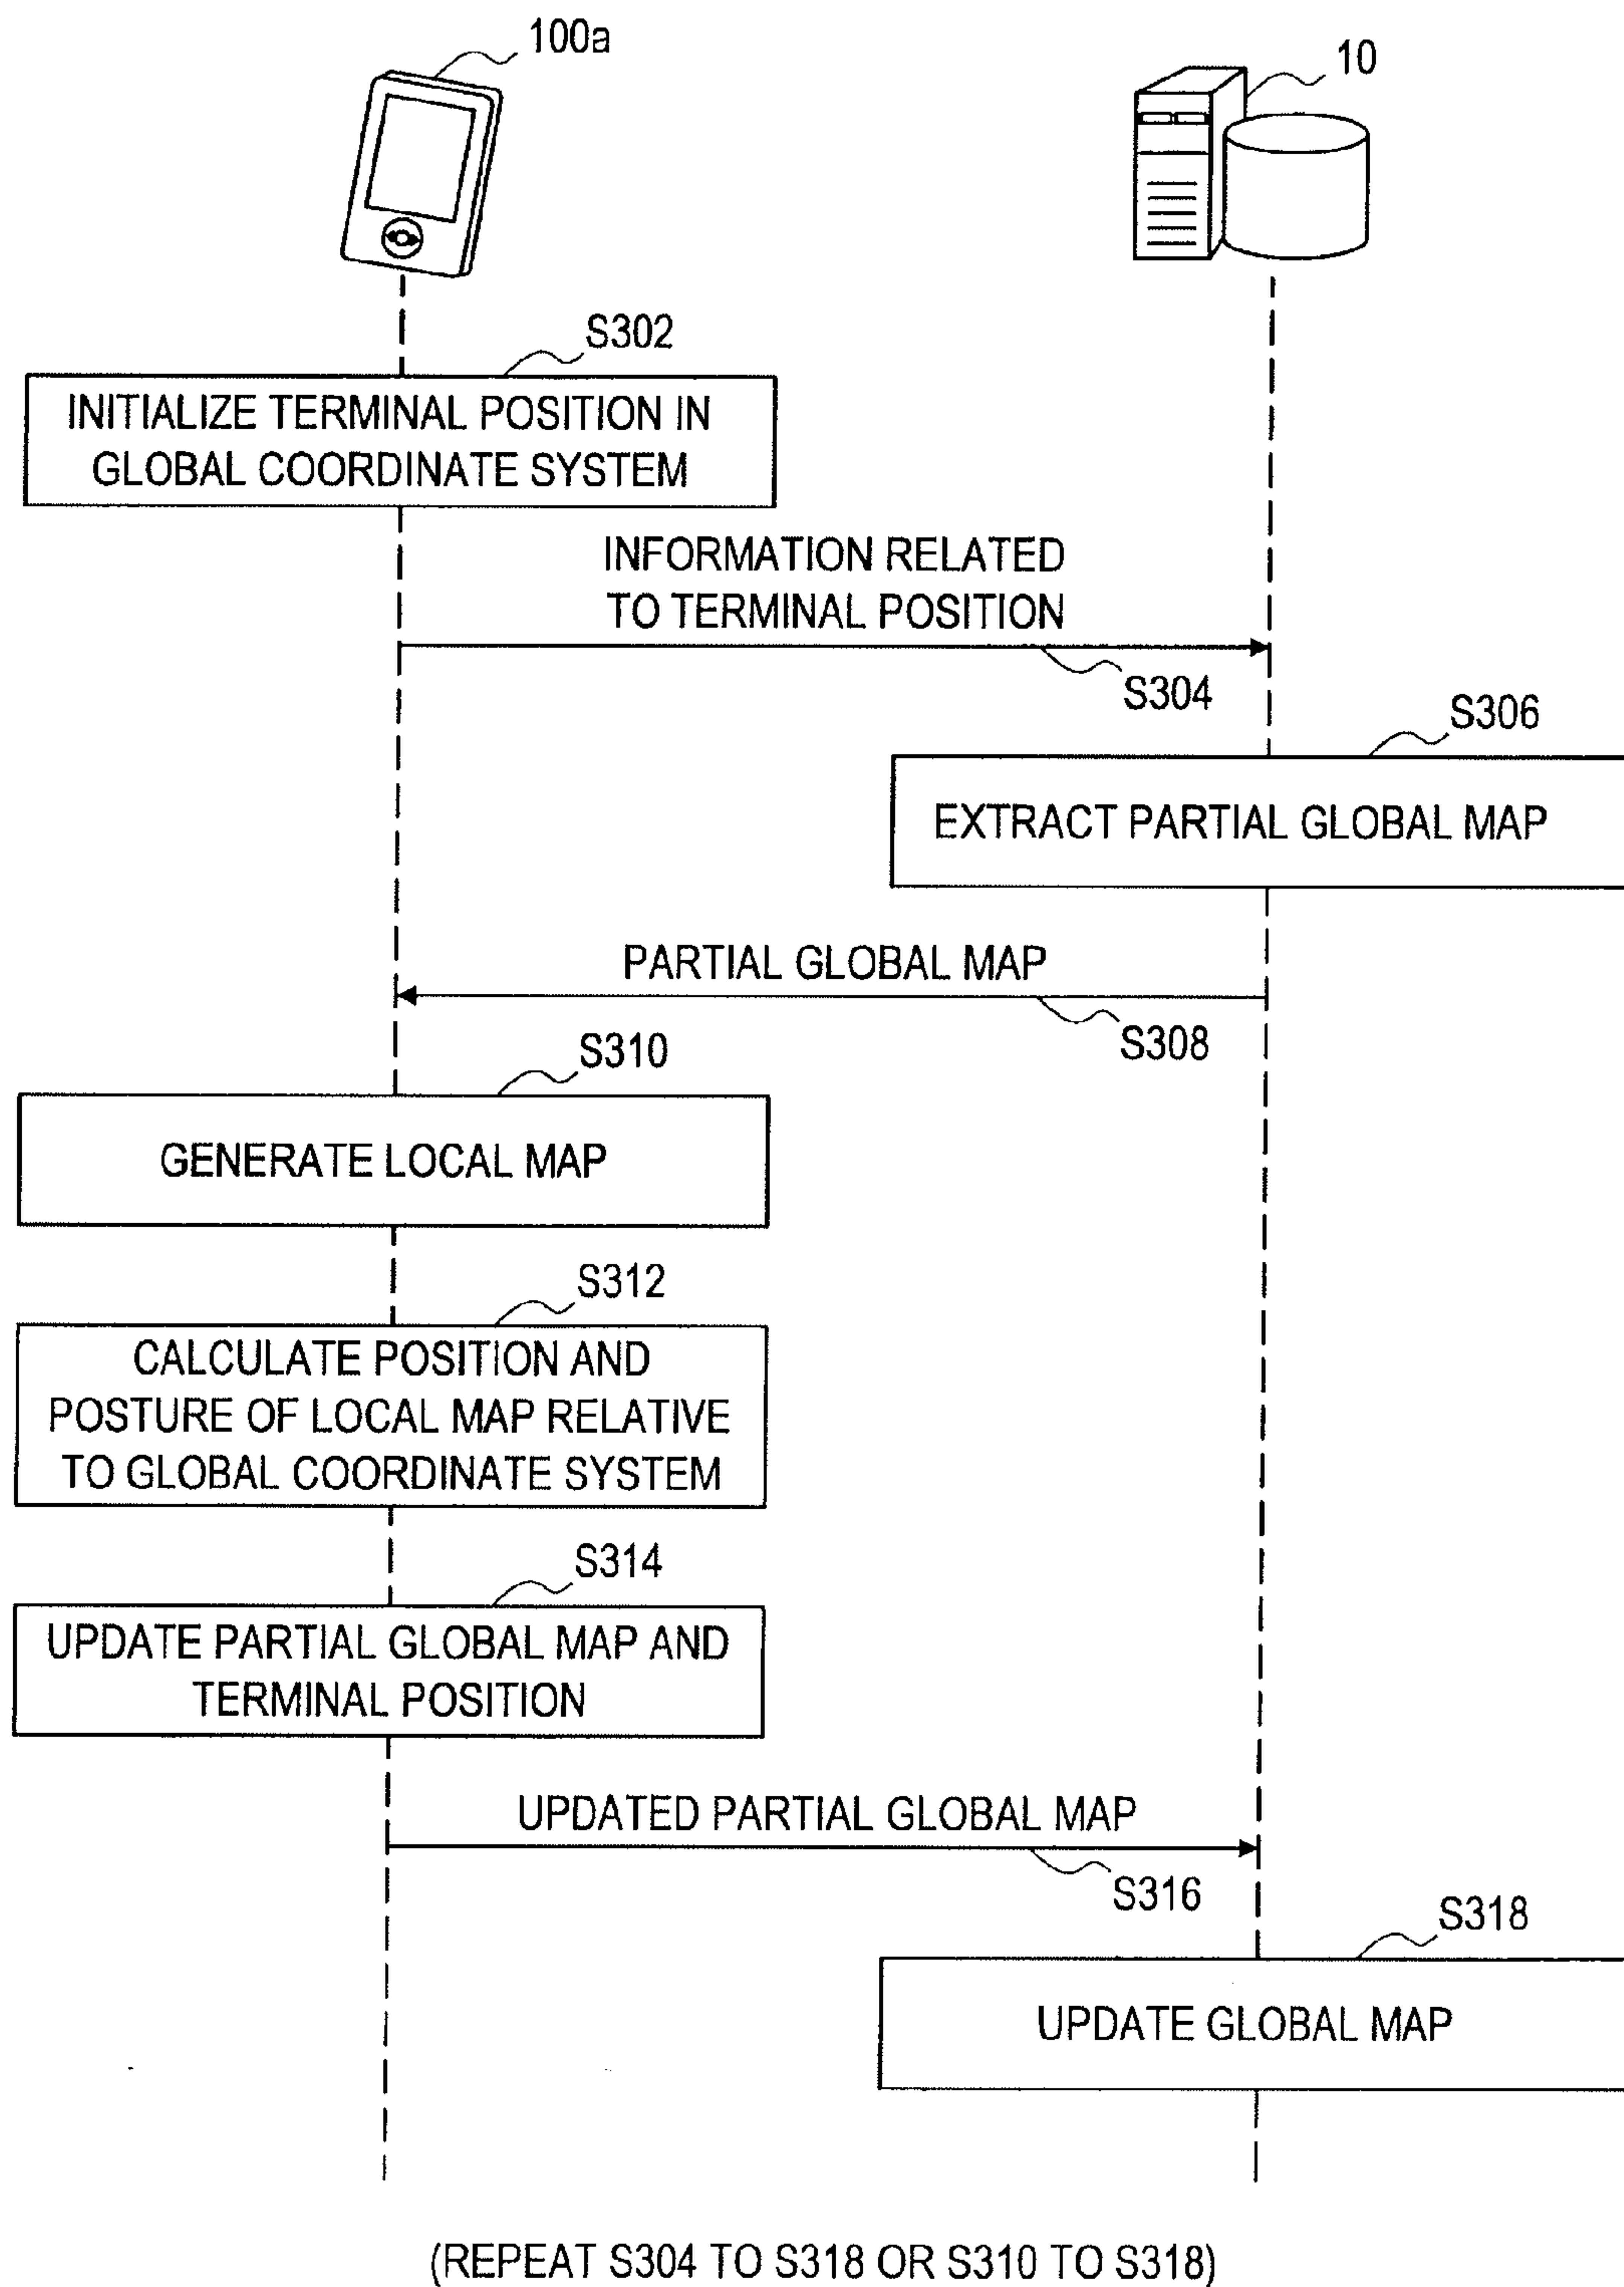 100a
10
S302
INITIALIZE TERMINAL POSITION IN
GLOBAL COORDINATE SYSTEM
INFORMATION RELATED
TO TERMINAL POSITION
S304
S306
EXTRACT PARTIAL GLOBAL MAP
PARTIAL GLOBAL MAP
S308
S310
GENERATE LOCAL MAP
S312
CALCULATE POSITION AND
POSTURE OF LOCAL MAP RELATIVE
TO GLOBAL COORDINATE SYSTEM
S314
UPDATE PARTIAL GLOBAL MAP AND
TERMINAL POSITION
UPDATED PARTIAL GLOBAL MAP
S316
S318
UPDATE GLOBAL MAP
(REPEAT S304 TO S318 OR S310 TO S318)